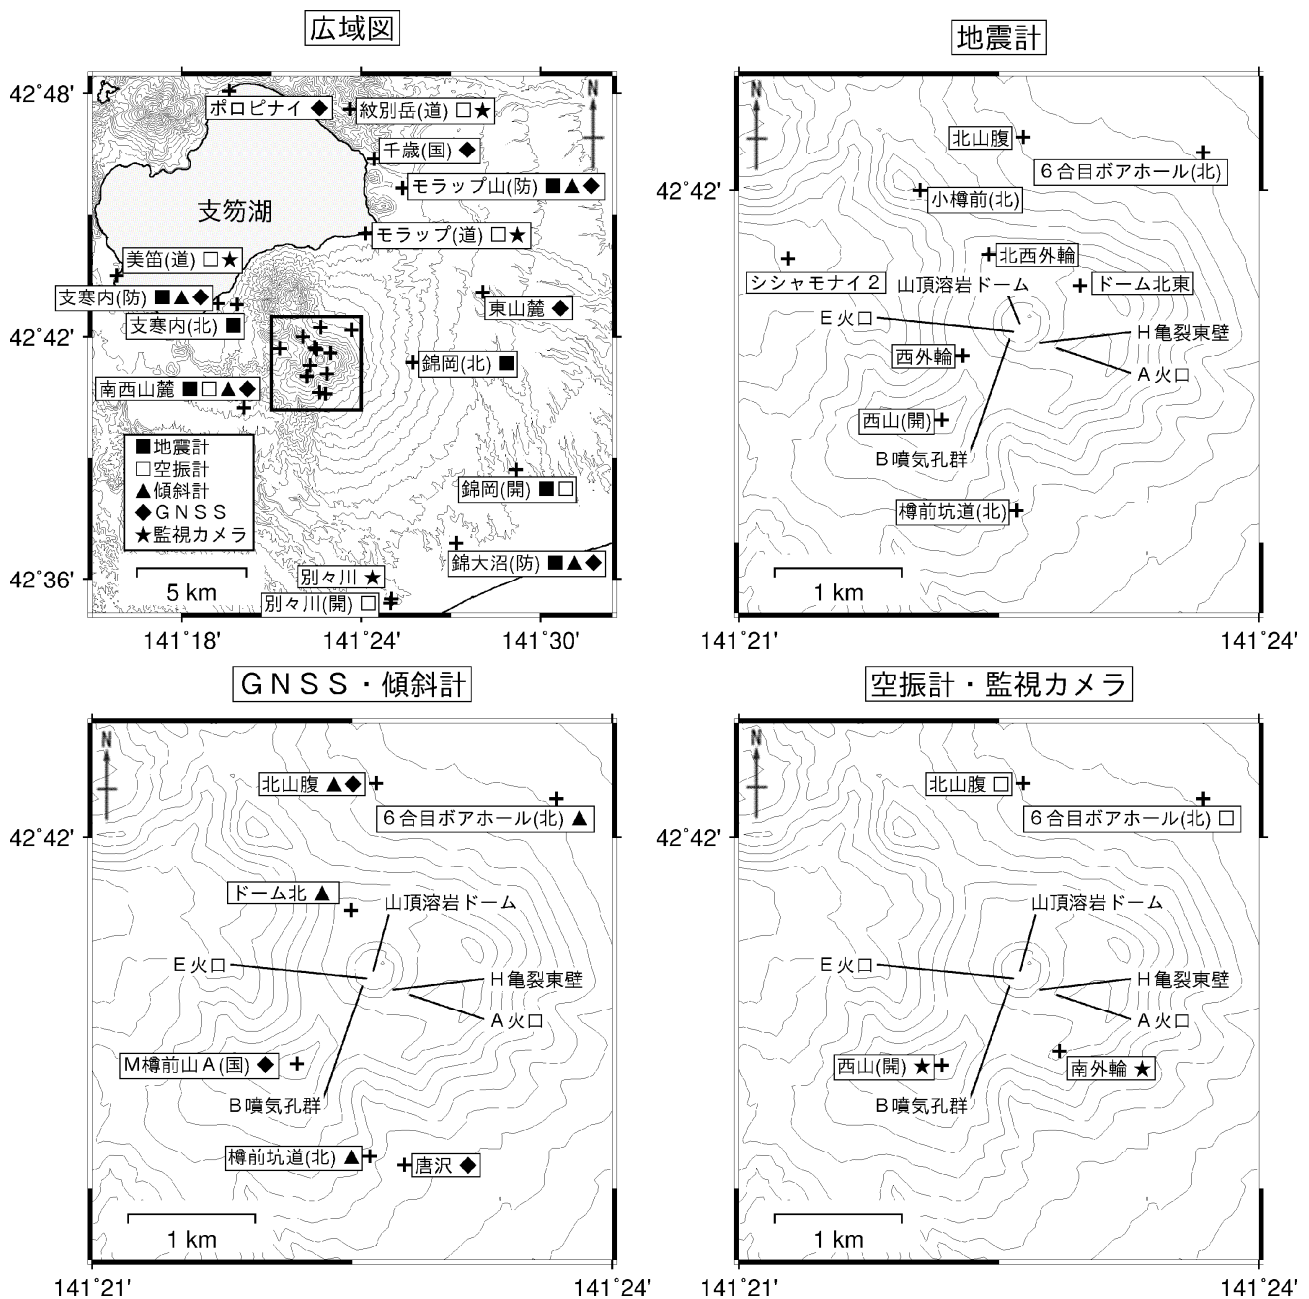 広域図
N
42°48'
42°42'
42°36'
141°18'
141°24'
141°30'
ポロピナイ ◆
紋別岳(道) □★
千歳(国) ◆
モラップ山(防) ■▲◆
支笏湖
モラップ(道) □★
美笛(道) □★
支寒内(防) ■▲◆
支寒内(北) ■
東山麓 ◆
錦岡(北) ■
南西山麓 ■□▲◆
■地震計
□空振計
▲傾斜計
◆GNSS
★監視カメラ
錦岡(開) ■□
錦大沼(防) ■▲◆
別々川 ★
別々川(開) □
5 km
地震計
N
42°42'
141°21'
141°24'
北山腹
6合目ボアホール(北)
小樽前(北)
北西外輪
シシャモナイ2
山頂溶岩ドーム
ドーム北東
E火口
H亀裂東壁
西外輪
A火口
西山(開)
B噴気孔群
樽前坑道(北)
1 km
GNSS・傾斜計
N
42°42'
141°21'
141°24'
北山腹 ▲◆
6合目ボアホール(北) ▲
ドーム北 ▲
山頂溶岩ドーム
E火口
H亀裂東壁
A火口
M樽前山A(国) ◆
B噴気孔群
樽前坑道(北) ▲
唐沢 ◆
1 km
空振計・監視カメラ
N
42°42'
141°21'
141°24'
北山腹 □
6合目ボアホール(北) □
山頂溶岩ドーム
E火口
H亀裂東壁
A火口
西山(開) ★
南外輪 ★
B噴気孔群
1 km